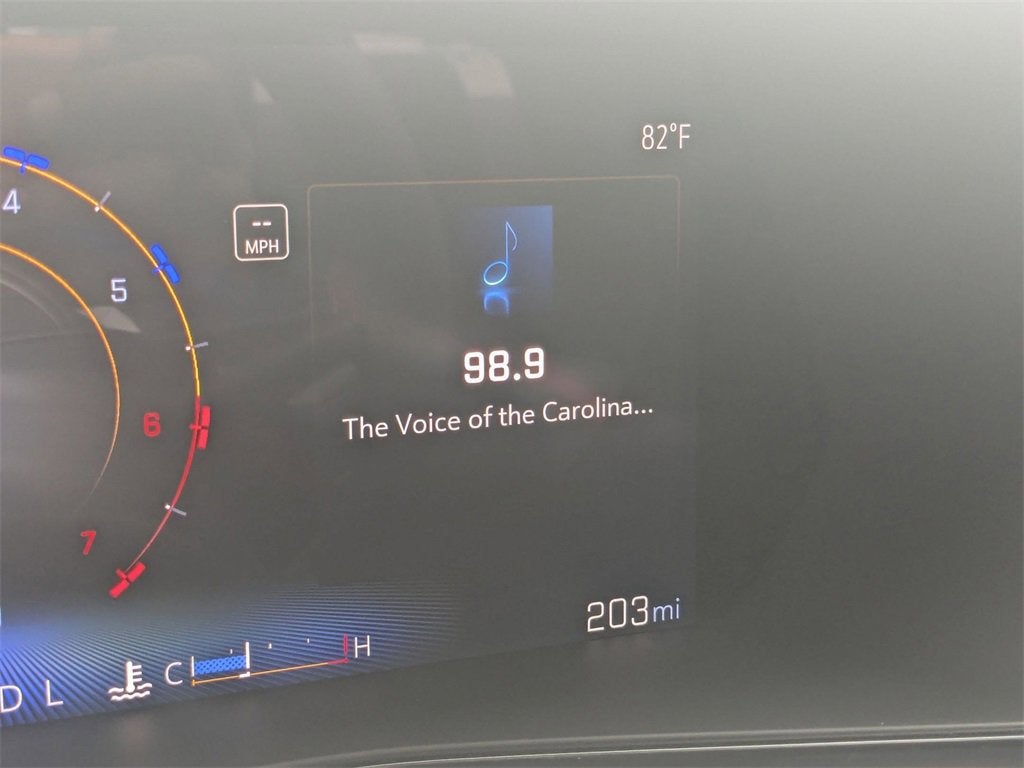 82°F
4
--
MPH
5
98.9
6
The Voice of the Carolina...
7
203mi
C H
D L